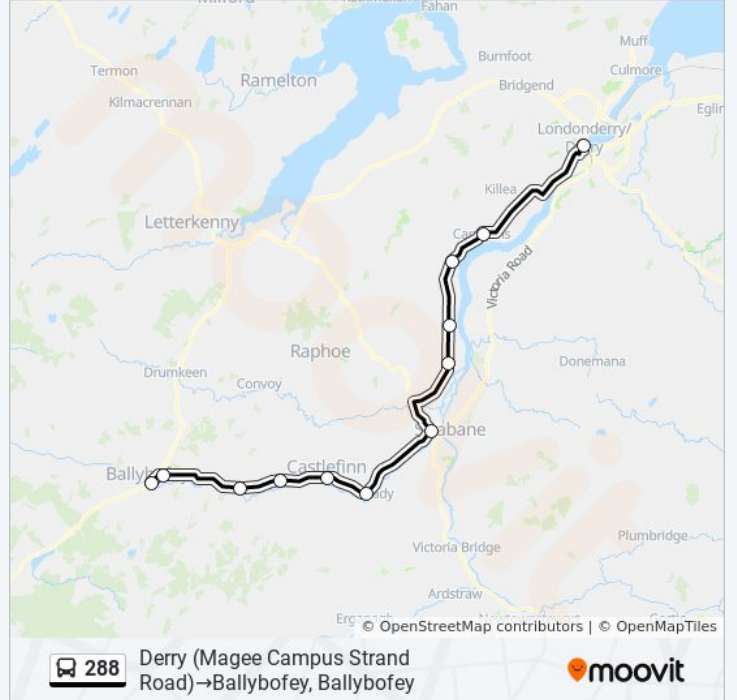 Fahan
Muff
Burnfoot
Culmore
Termon
Bridgend
Ramelton
Kilmacrennan
Londonderry/
Killea
Letterkenny
Victoria Road
Raphoe
Donemana
Drumkeen
Convoy
Castlefinn
Plumbridge
Victoria Bridge
Ardstraw
© OpenStreetMap contributors | © OpenMapTiles
288
Derry (Magee Campus Strand
Road)→Ballybofey, Ballybofey
moovit